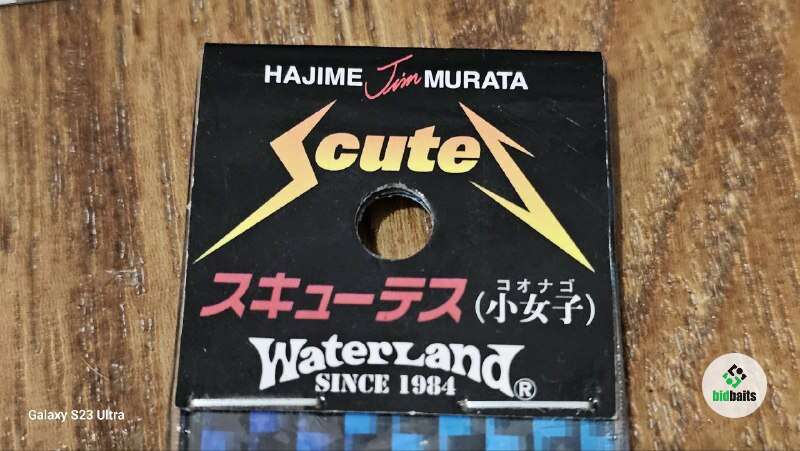 HAJIME Jim MURATA
ScuteS
コオナゴ
スキューテス (小女子)
WaterLand
SINCE 1984 ®
Galaxy S23 Ultra
bidbaits